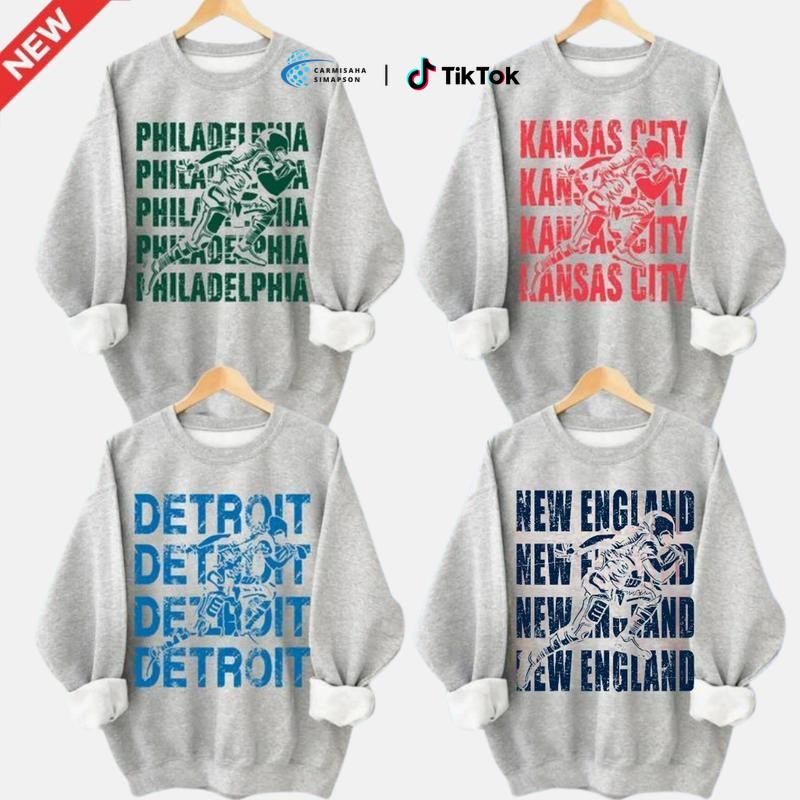 NEW
CARMISAHA
SIMAPSON
TikTok
PHILADELPHIA
PHILADELPHIA
PHILADELPHIA
PHILADELPHIA
PHILADELPHIA
KANSAS CITY
KANSAS CITY
KANSAS CITY
KANSAS CITY
DETROIT
DETROIT
DETROIT
DETROIT
NEW ENGLAND
NEW ENGLAND
NEW ENGLAND
NEW ENGLAND